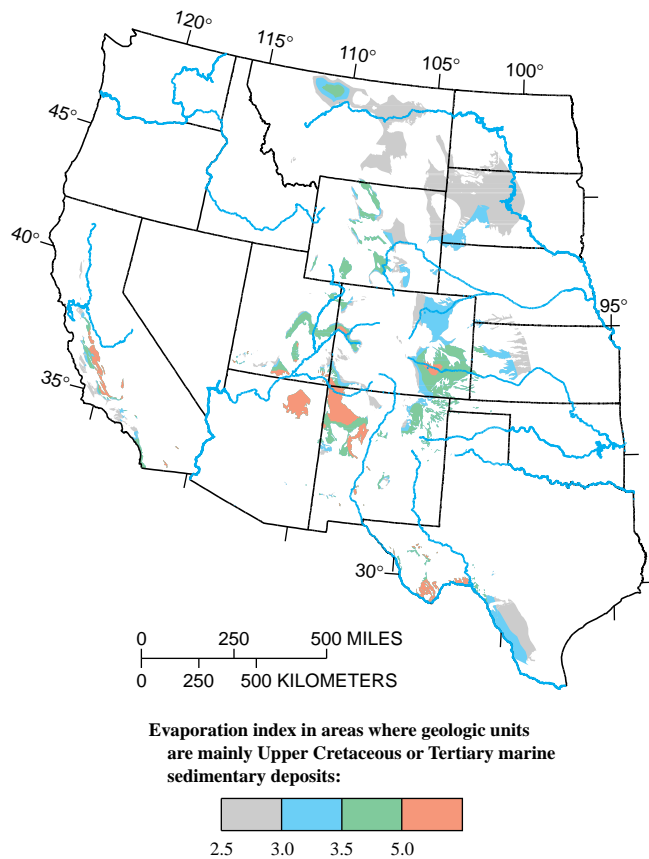 120°
115°
110°
105°
100°
45°
40°
95°
35°
30°
0 250 500 MILES
0 250 500 KILOMETERS
Evaporation index in areas where geologic units
are mainly Upper Cretaceous or Tertiary marine
sedimentary deposits:
2.5 3.0 3.5 5.0